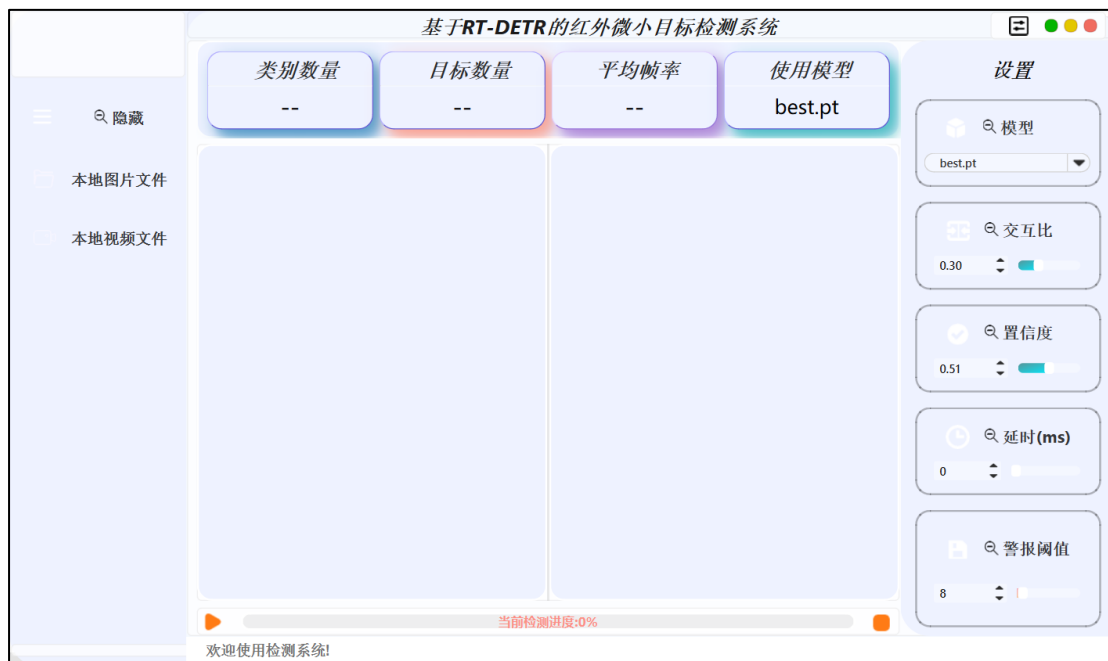 基于RT-DETR的红外微小目标检测系统
类别数量
目标数量
平均帧率
使用模型
--
--
--
best.pt
隐藏
本地图片文件
本地视频文件
设置
模型
best.pt
交互比
0.30
置信度
0.51
延时(ms)
0
警报阈值
8
当前检测进度:0%
欢迎使用检测系统!